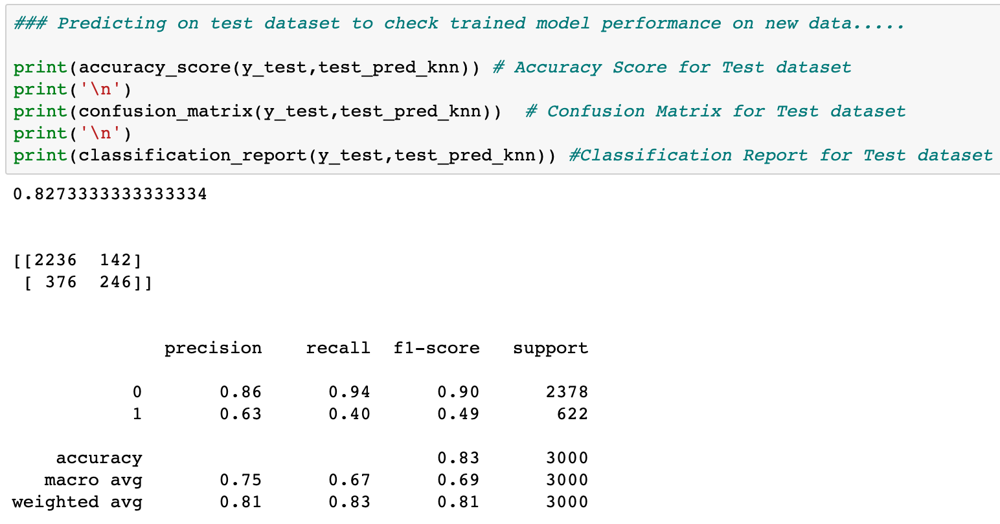 ### Predicting on test dataset to check trained model performance on new data.....
print(accuracy_score(y_test,test_pred_knn)) # Accuracy Score for Test dataset
print('\n')
print(confusion_matrix(y_test,test_pred_knn))  # Confusion Matrix for Test dataset
print('\n')
print(classification_report(y_test,test_pred_knn)) #Classification Report for Test dataset
0.8273333333333334
[[2236  142]
 [ 376  246]]
              precision    recall  f1-score   support
           0       0.86      0.94      0.90      2378
           1       0.63      0.40      0.49       622
    accuracy                           0.83      3000
   macro avg       0.75      0.67      0.69      3000
weighted avg       0.81      0.83      0.81      3000